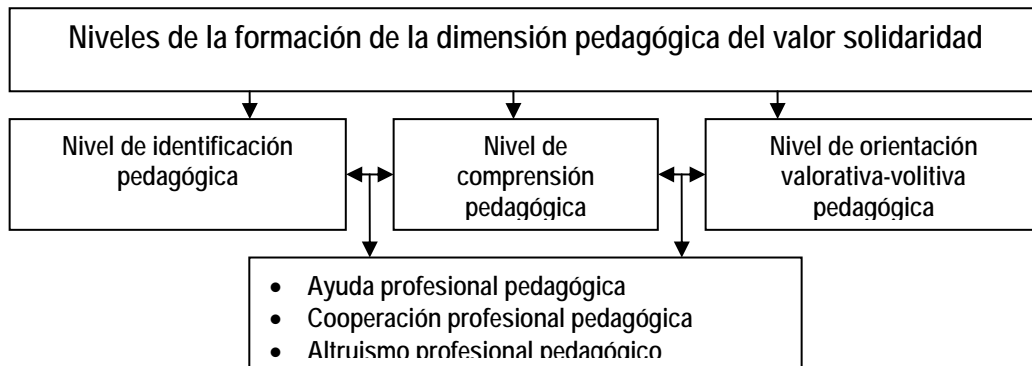 Niveles de la formación de la dimensión pedagógica del valor solidaridad
Nivel de identificación
pedagógica
Nivel de
comprensión
pedagógica
Nivel de orientación
valorativa-volitiva
pedagógica
• Ayuda profesional pedagógica
• Cooperación profesional pedagógica
• Altruismo profesional pedagógico